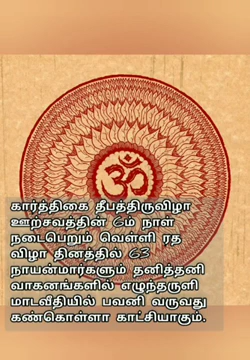 கார்த்திகை தீபத்திருவிழா
ஊற்சவத்தின் 6ம் நாள்
நடைபெறும் வெள்ளி ரத
விழா தினத்தில் 63
நாயன்மார்களும் தனித்தனி
வாகனங்களில் எழுந்தருளி
மாடவீதியில் பவனி வருவது
கண்கொள்ளா காட்சியாகும்.
ॐ